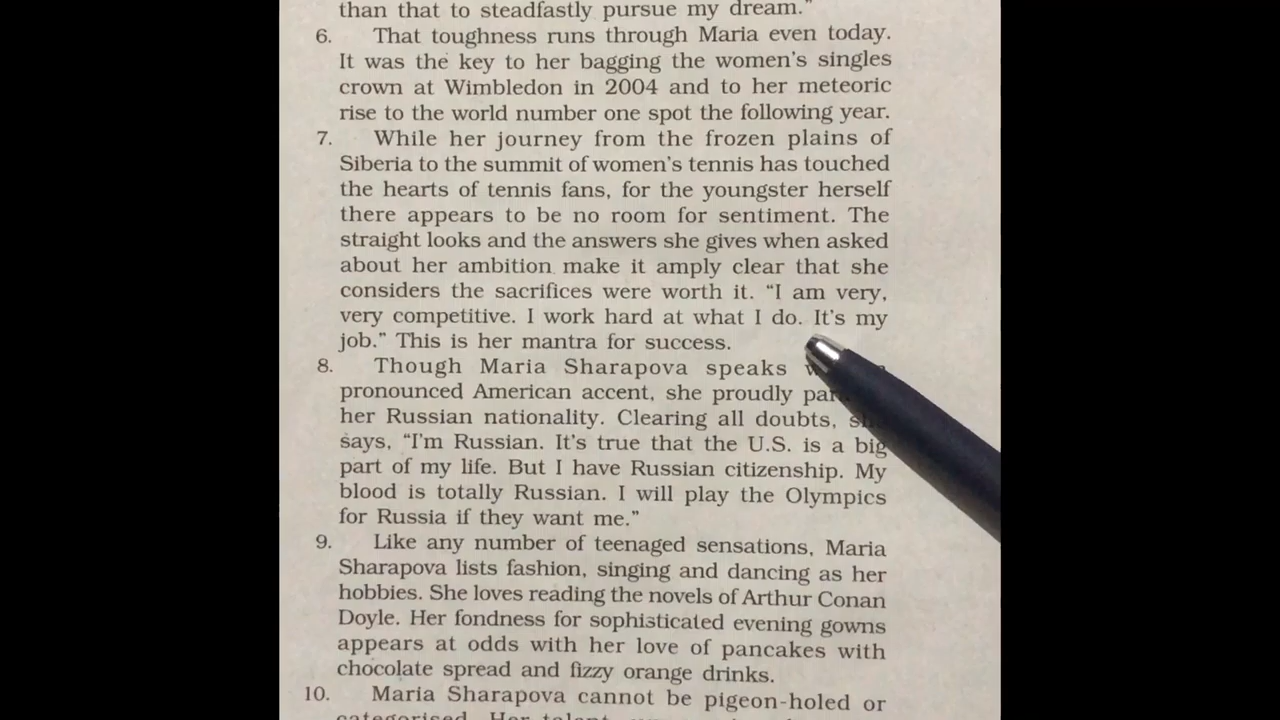 than that to steadfastly pursue my dream.”
6. That toughness runs through Maria even today.
It was the key to her bagging the women’s singles
crown at Wimbledon in 2004 and to her meteoric
rise to the world number one spot the following year.
7. While her journey from the frozen plains of
Siberia to the summit of women’s tennis has touched
the hearts of tennis fans, for the youngster herself
there appears to be no room for sentiment. The
straight looks and the answers she gives when asked
about her ambition make it amply clear that she
considers the sacrifices were worth it. “I am very,
very competitive. I work hard at what I do. It’s my
job.” This is her mantra for success.
8. Though Maria Sharapova speaks
pronounced American accent, she proudly
her Russian nationality. Clearing all doubts, she
says, “I’m Russian. It’s true that the U.S. is a big
part of my life. But I have Russian citizenship. My
blood is totally Russian. I will play the Olympics
for Russia if they want me.”
9. Like any number of teenaged sensations, Maria
Sharapova lists fashion, singing and dancing as her
hobbies. She loves reading the novels of Arthur Conan
Doyle. Her fondness for sophisticated evening gowns
appears at odds with her love of pancakes with
chocolate spread and fizzy orange drinks.
10. Maria Sharapova cannot be pigeon-holed or
categorised. Her talent,